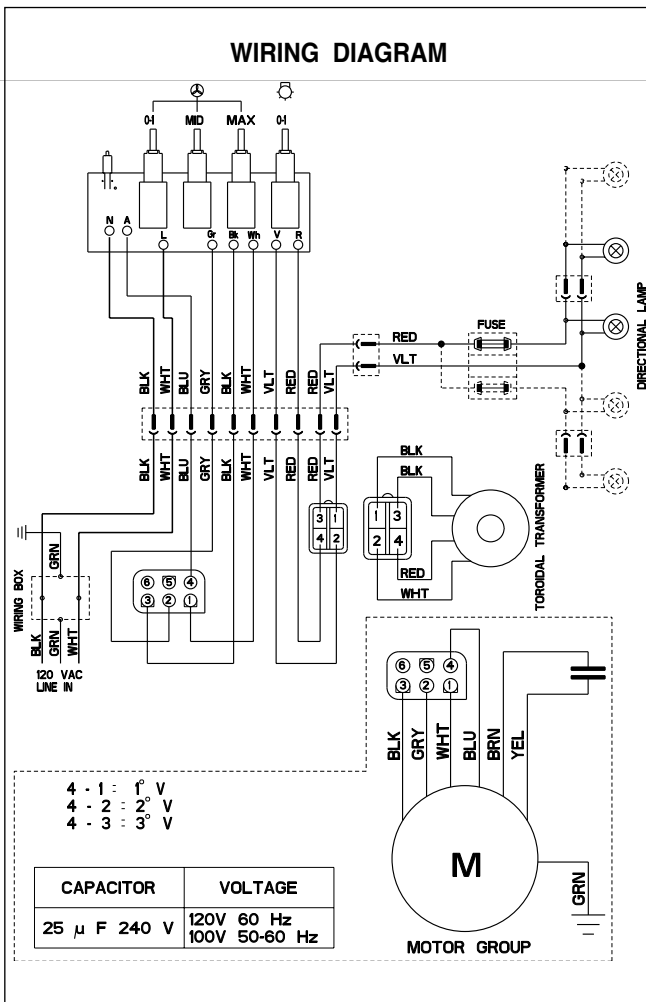 WIRING DIAGRAM
0-I MID MAX 0-I
N A L Gr Bk Wh V R
RED
VLT
FUSE
DIRECTIONAL LAMP
BLK WHT BLU GRY BLK WHT VLT RED RED VLT
BLK WHT BLU GRY BLK WHT VLT RED RED VLT
3 1
4 2
1 3
2 4
BLK
BLK
RED
WHT
TOROIDAL TRANSFORMER
GRN
WIRING BOX
BLK GRN WHT
120 VAC
LINE IN
6 5 4
3 2 1
6 5 4
3 2 1
BLK GRY WHT BLU BRN YEL
M
GRN
MOTOR GROUP
4 - 1 : 1° V
4 - 2 : 2° V
4 - 3 : 3° V
CAPACITOR VOLTAGE
25 μ F 240 V
120V 60 Hz
100V 50-60 Hz